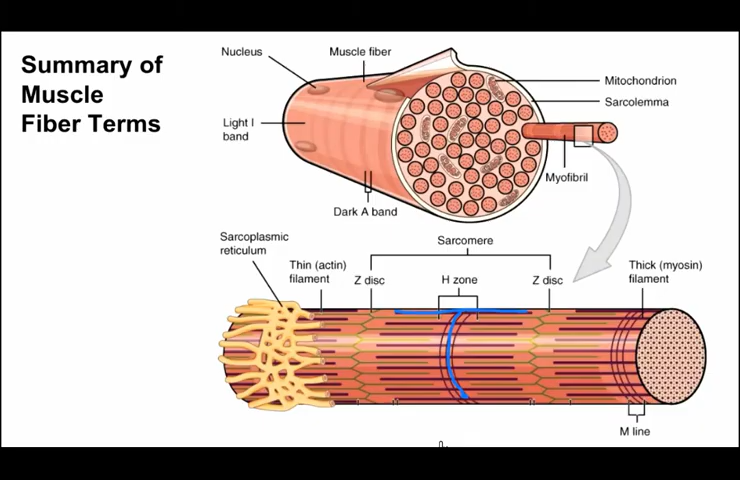 Summary of
Muscle
Fiber Terms
Nucleus
Muscle fiber
Mitochondrion
Sarcolemma
Light I
band
Myofibril
Dark A band
Sarcoplasmic
reticulum
Sarcomere
Thin (actin)
filament
Z disc
H zone
Z disc
Thick (myosin)
filament
M line